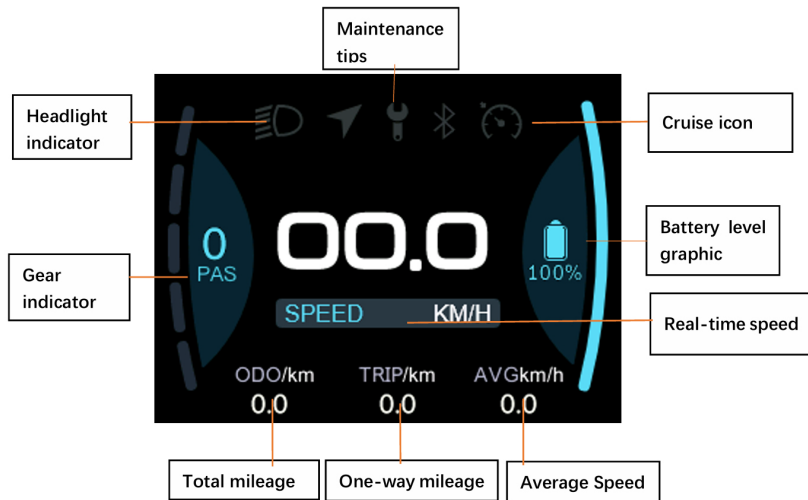 Maintenance
tips
Headlight
indicator
Cruise icon
00.0
0
PAS
100%
Battery level
graphic
Gear
indicator
SPEED KM/H
Real-time speed
ODO/km TRIP/km AVGkm/h
0.0 0.0 0.0
Total mileage
One-way mileage
Average Speed